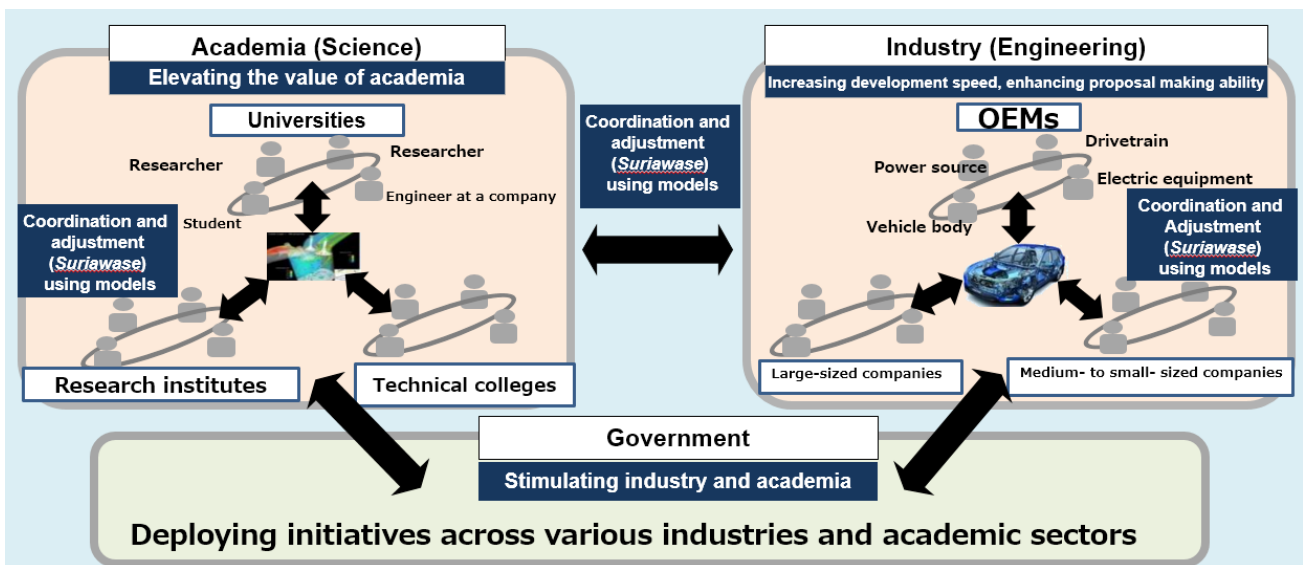 Academia (Science)
Elevating the value of academia
Universities
Researcher
Researcher
Engineer at a company
Student
Coordination and
adjustment
(Suriawase)
using models
Research institutes
Technical colleges
Coordination and
adjustment
(Suriawase)
using models
Industry (Engineering)
Increasing development speed, enhancing proposal making ability
OEMs
Drivetrain
Power source
Electric equipment
Vehicle body
Coordination and
Adjustment
(Suriawase)
using models
Large-sized companies
Medium- to small- sized companies
Government
Stimulating industry and academia
Deploying initiatives across various industries and academic sectors